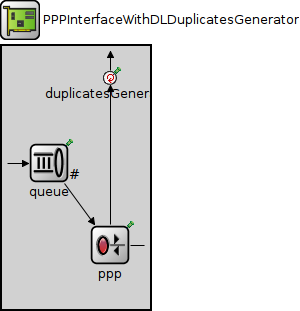 PPPInterfaceWithDLDuplicatesGenerator
duplicatesGener
#
queue
ppp